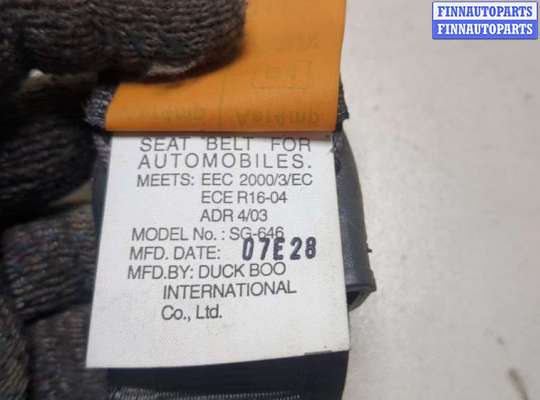 FINNAUTOPARTS
FINNAUTOPARTS
SEAT BELT FOR
AUTOMOBILES.
MEETS: EEC 2000/3/EC
ECE R16-04
ADR 4/03
MODEL No. : SG-646
MFD. DATE: 07E28
MFD.BY: DUCK BOO
INTERNATIONAL
Co., Ltd.